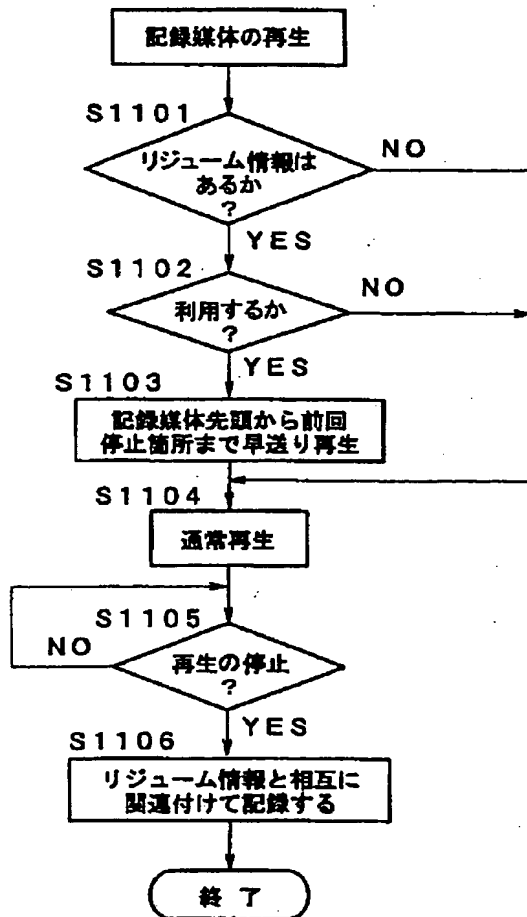 記録媒体の再生
S1101
リジューム情報は
あるか
?
NO
YES
S1102
利用するか
?
NO
YES
S1103
記録媒体先頭から前回
停止箇所まで早送り再生
S1104
通常再生
S1105
再生の停止
?
NO
YES
S1106
リジューム情報と相互に
関連付けて記録する
終了